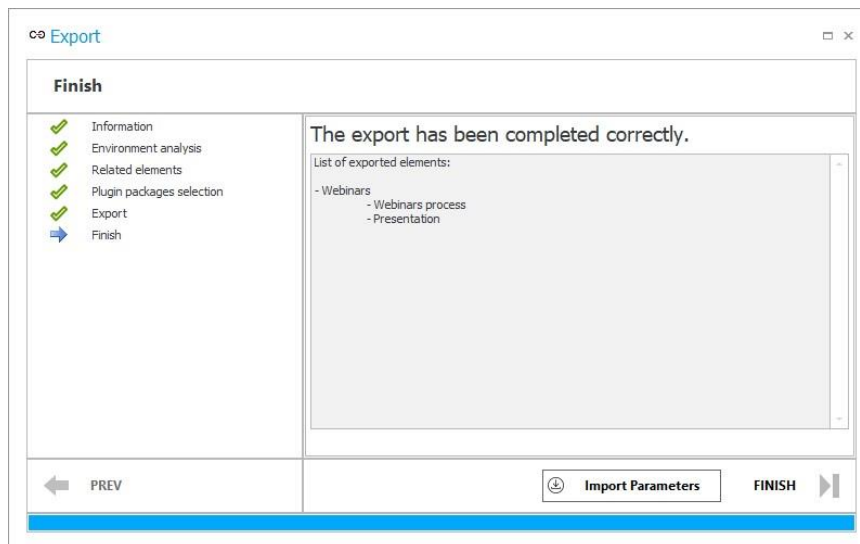 Export
Finish
Information
Environment analysis
Related elements
Plugin packages selection
Export
Finish
The export has been completed correctly.
List of exported elements:
- Webinars
- Webinars process
- Presentation
PREV
Import Parameters
FINISH